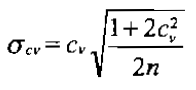 σ_cv = c_v √((1+2c_v²)/(2n))